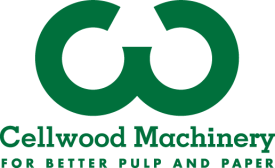 Cellwood Machinery
FOR BETTER PULP AND PAPER